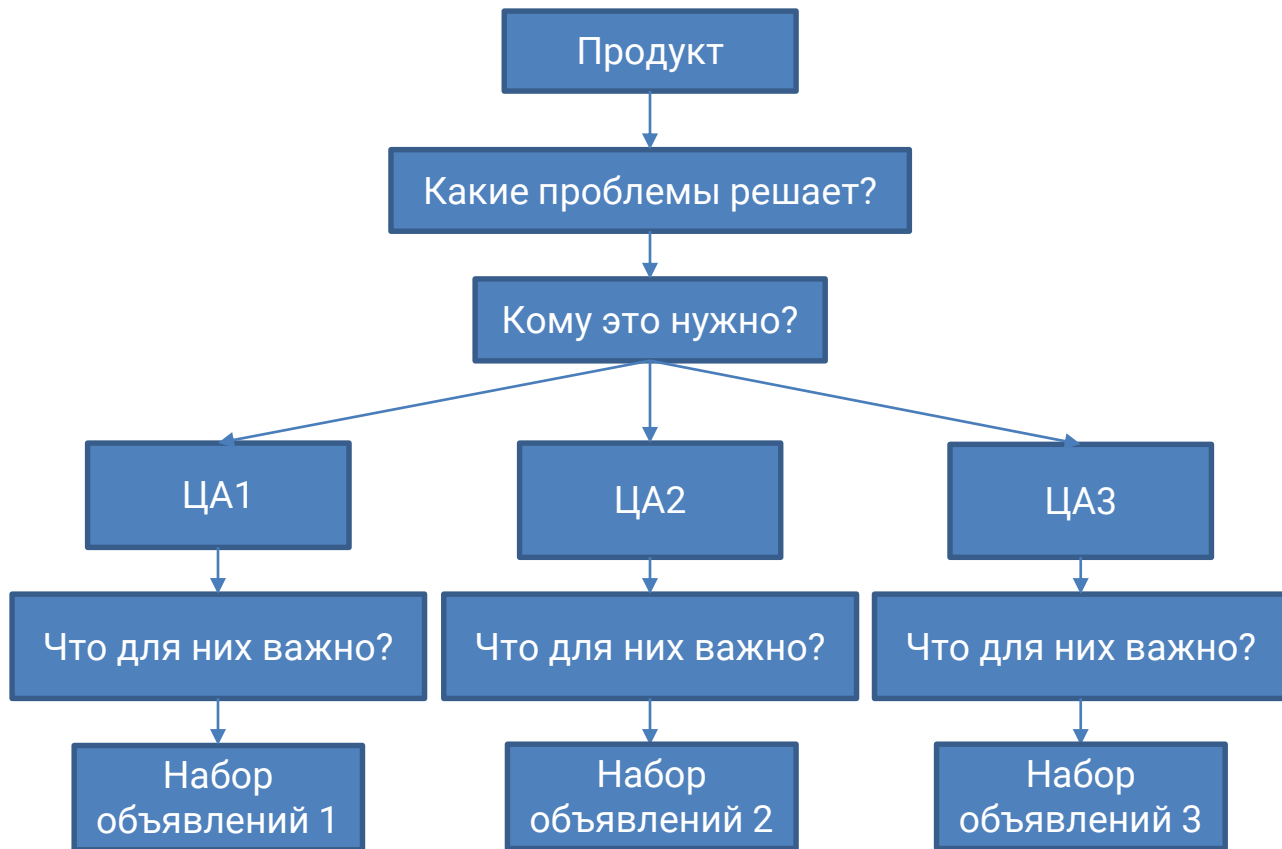 Продукт
Какие проблемы решает?
Кому это нужно?
ЦА1
ЦА2
ЦА3
Что для них важно?
Что для них важно?
Что для них важно?
Набор
объявлений 1
Набор
объявлений 2
Набор
объявлений 3